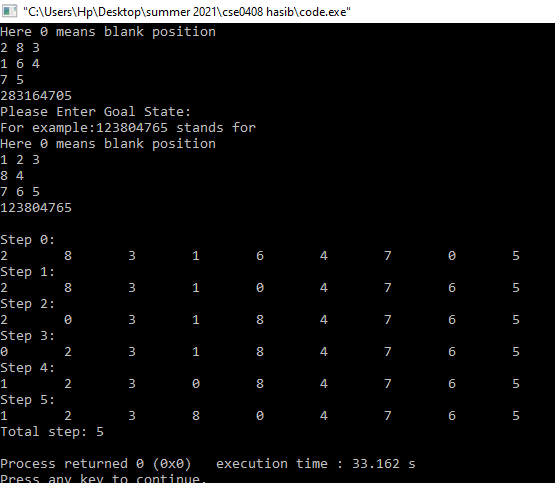 "C:\Users\Hp\Desktop\summer 2021\cse0408 hasib\code.exe"
Here 0 means blank position
2 8 3
1 6 4
7 5
283164705
Please Enter Goal State:
For example:123804765 stands for
Here 0 means blank position
1 2 3
8 4
7 6 5
123804765

Step 0:
2 8 3 1 6 4 7 0 5
Step 1:
2 8 3 1 0 4 7 6 5
Step 2:
2 0 3 1 8 4 7 6 5
Step 3:
0 2 3 1 8 4 7 6 5
Step 4:
1 2 3 0 8 4 7 6 5
Step 5:
1 2 3 8 0 4 7 6 5
Total step: 5

Process returned 0 (0x0) execution time : 33.162 s
Press any key to continue.